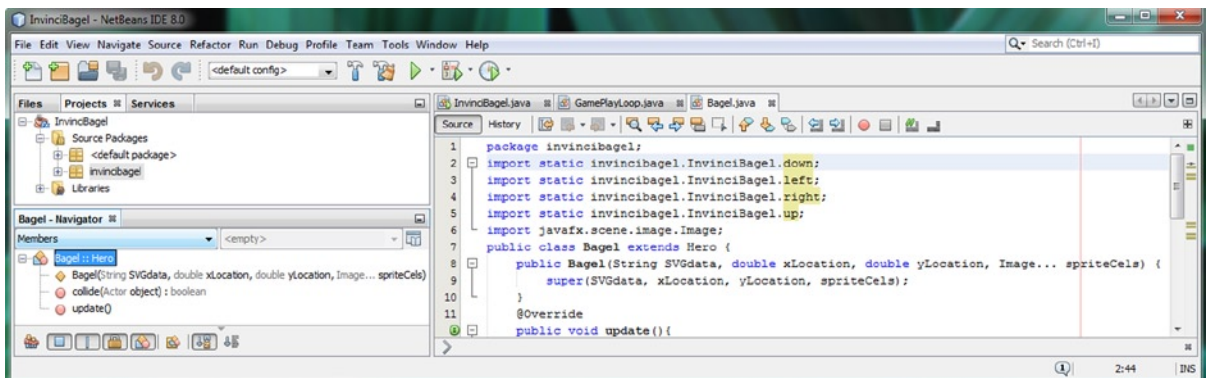 InvinciBagel - NetBeans IDE 8.0
File Edit View Navigate Source Refactor Run Debug Profile Team Tools Window Help
Search (Ctrl+I)
<default config>
Files Projects Services
InvinciBagel
Source Packages
<default package>
invincibagel
Libraries
Bagel - Navigator
Members <empty>
Bagel :: Hero
Bagel(String SVGdata, double xLocation, double yLocation, Image... spriteCels)
collide(Actor object) : boolean
update()
InvinciBagel.java GamePlayLoop.java Bagel.java
Source History
1 package invincibagel;
2 import static invincibagel.InvinciBagel.down;
3 import static invincibagel.InvinciBagel.left;
4 import static invincibagel.InvinciBagel.right;
5 import static invincibagel.InvinciBagel.up;
6 import javafx.scene.image.Image;
7 public class Bagel extends Hero {
8 public Bagel(String SVGdata, double xLocation, double yLocation, Image... spriteCels) {
9 super(SVGdata, xLocation, yLocation, spriteCels);
10 }
11 @Override
public void update(){
2:44 INS